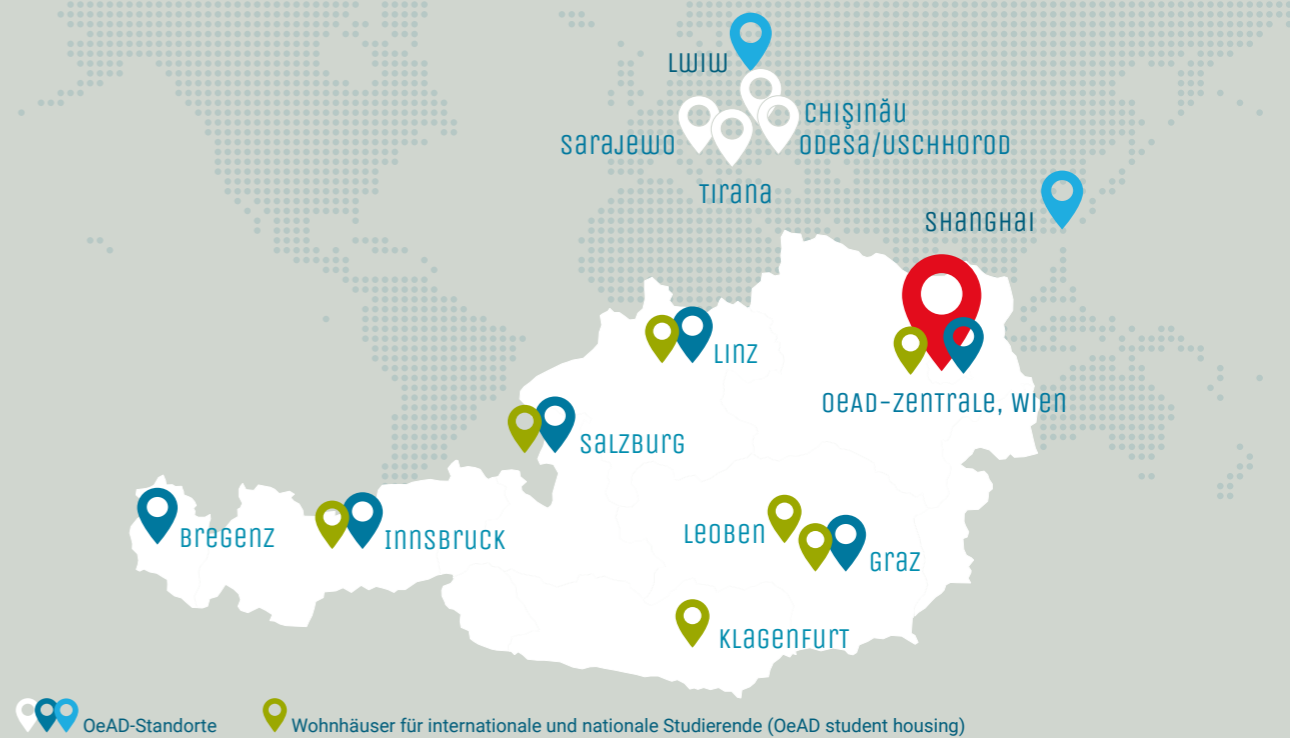 LWIW
CHIŞINĂU
SARAJEWO
ODESA/USCHHOROD
TIRANA
SHANGHAI
LINZ
OeAD-ZENTRALE, WIEN
SALZBURG
BREGENZ
INNSBRUCK
LEOBEN
GRAZ
KLAGENFURT
OeAD-Standorte
Wohnhäuser für internationale und nationale Studierende (OeAD student housing)